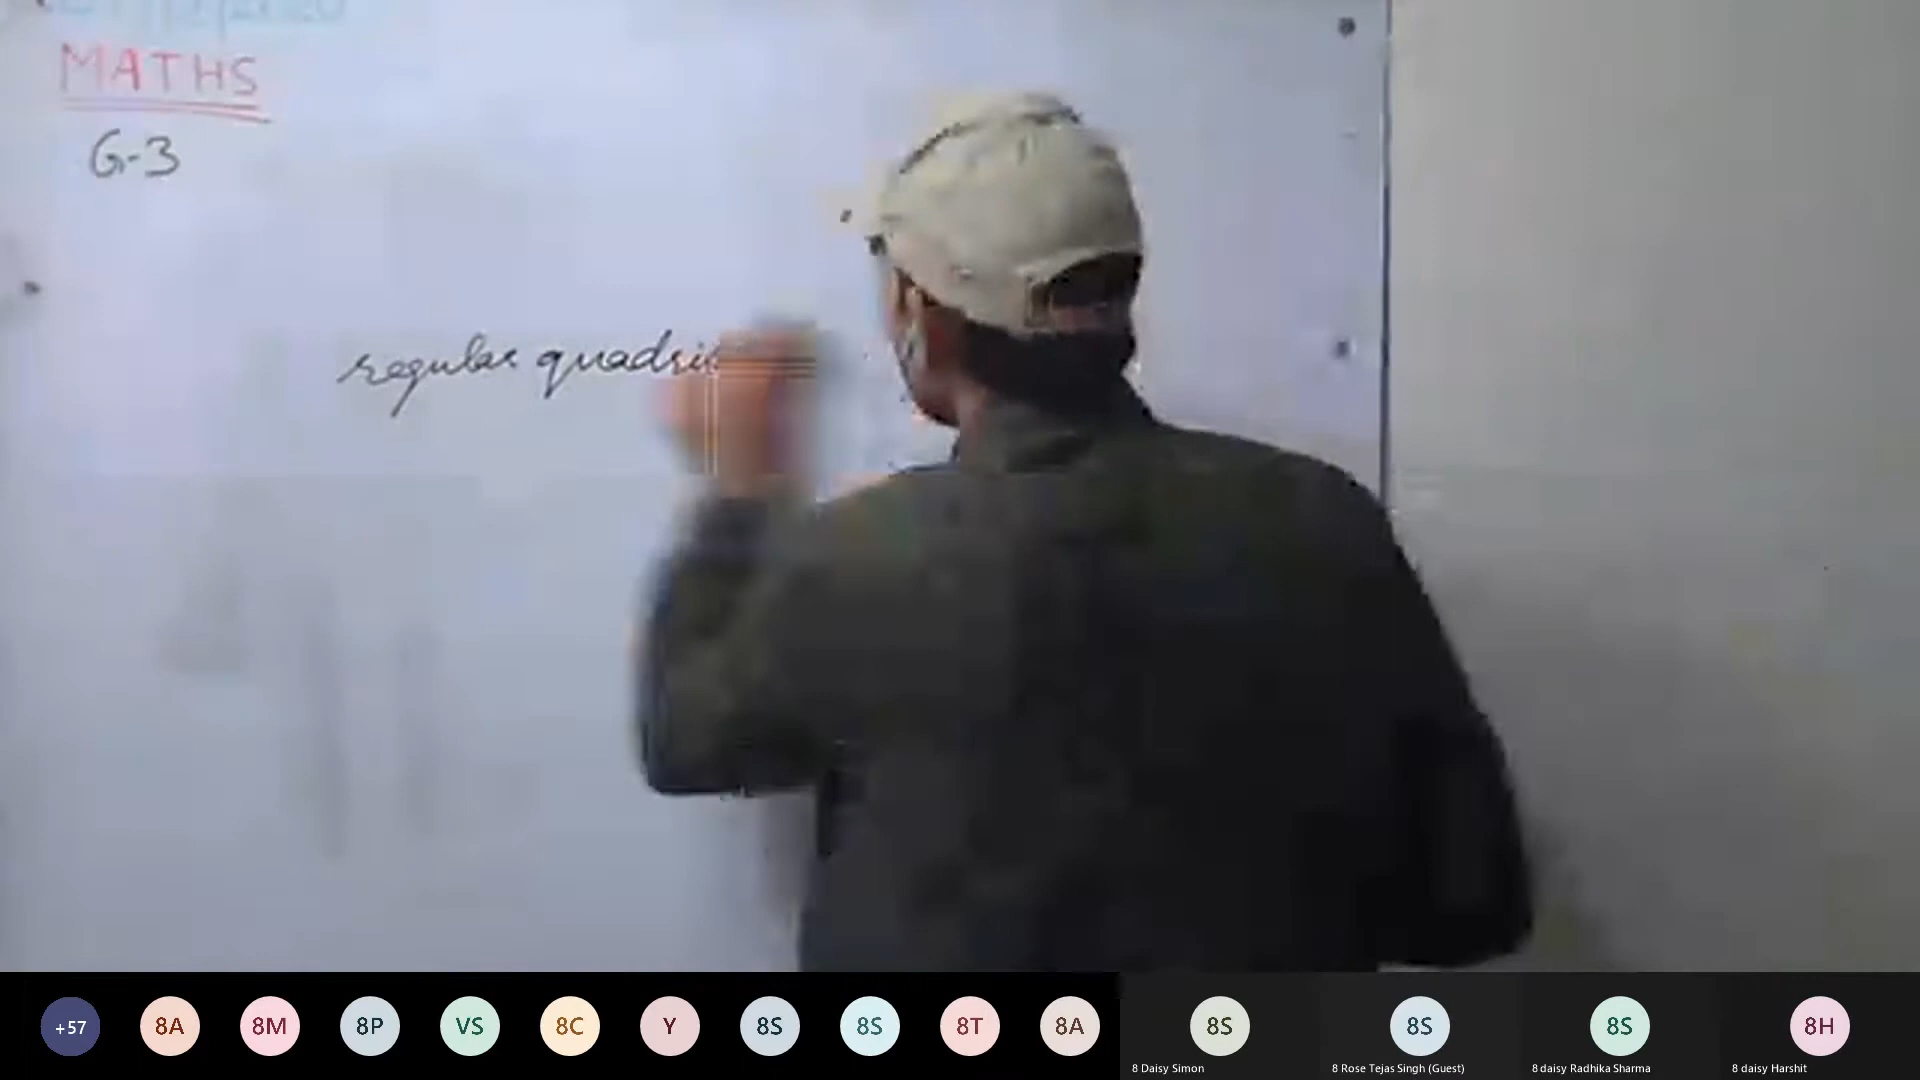 MATHS
G-3
regular quadri
+57
8A
8M
8P
VS
8C
Y
8S
8S
8T
8A
8S
8S
8S
8H
8 Daisy Simon
8 Rose Tejas Singh (Guest)
8 daisy Radhika Sharma
8 daisy Harshit